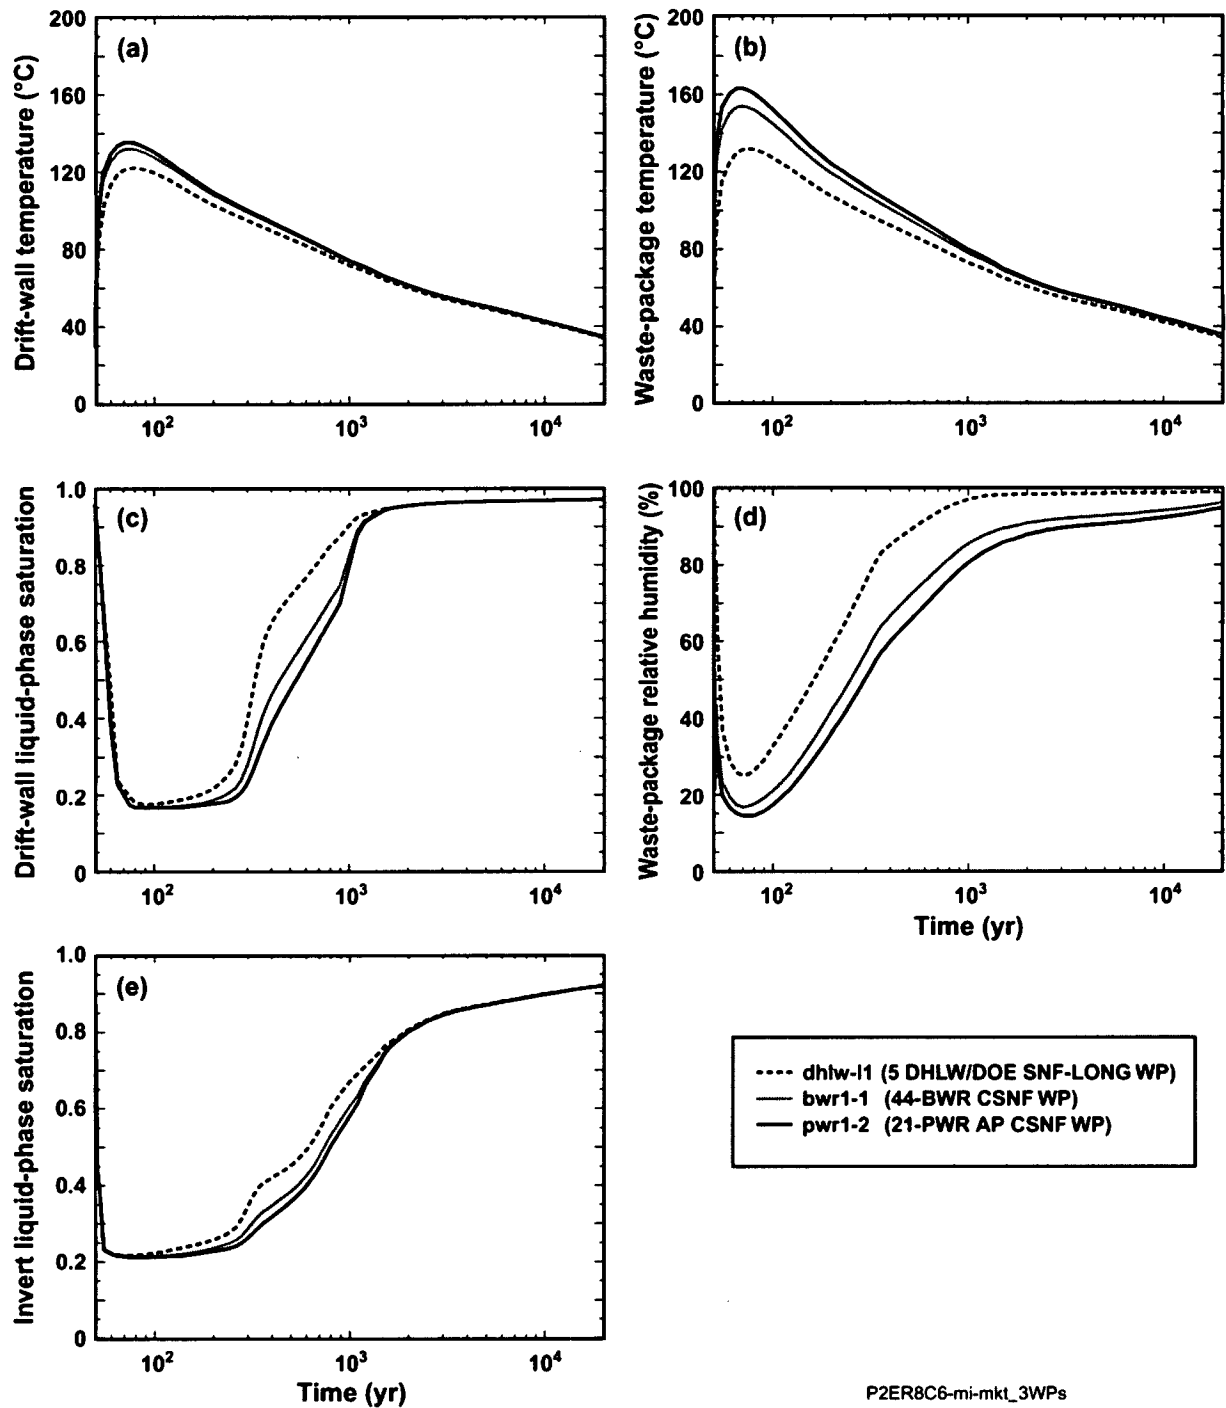 (a)
Drift-wall temperature (°C)
200
160
120
80
40
0
10²
10³
10⁴
(b)
Waste-package temperature (°C)
200
160
120
80
40
0
10²
10³
10⁴
(c)
Drift-wall liquid-phase saturation
1.0
0.8
0.6
0.4
0.2
0
10²
10³
10⁴
(d)
Waste-package relative humidity (%)
100
80
60
40
20
0
10²
10³
10⁴
Time (yr)
(e)
Invert liquid-phase saturation
1.0
0.8
0.6
0.4
0.2
0
10²
10³
10⁴
Time (yr)
dhlw-l1 (5 DHLW/DOE SNF-LONG WP)
bwr1-1 (44-BWR CSNF WP)
pwr1-2 (21-PWR AP CSNF WP)
P2ER8C6-mi-mkt_3WPs